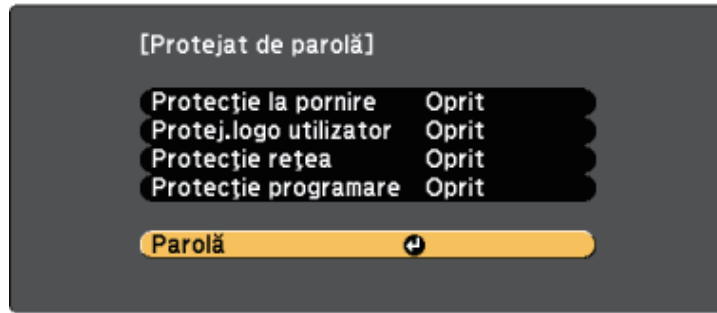 [Protejat de parolă]
Protecţie la pornire Oprit
Protej.logo utilizator Oprit
Protecţie reţea Oprit
Protecţie programare Oprit
Parolă